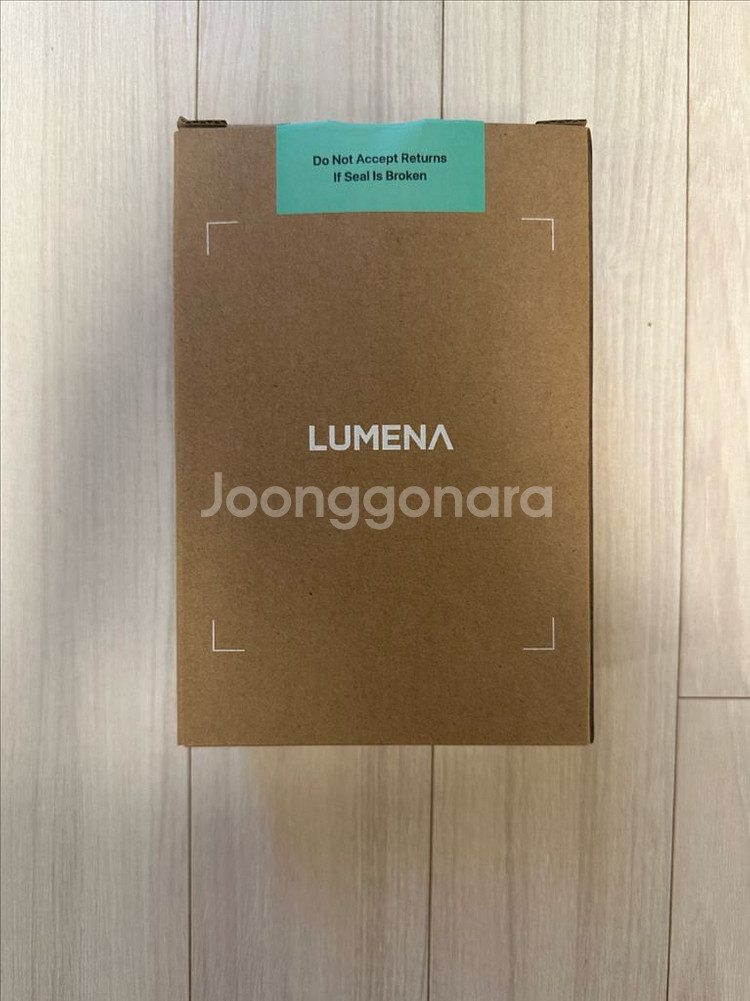 Do Not Accept Returns
If Seal Is Broken
LUMENA
Joonggonara